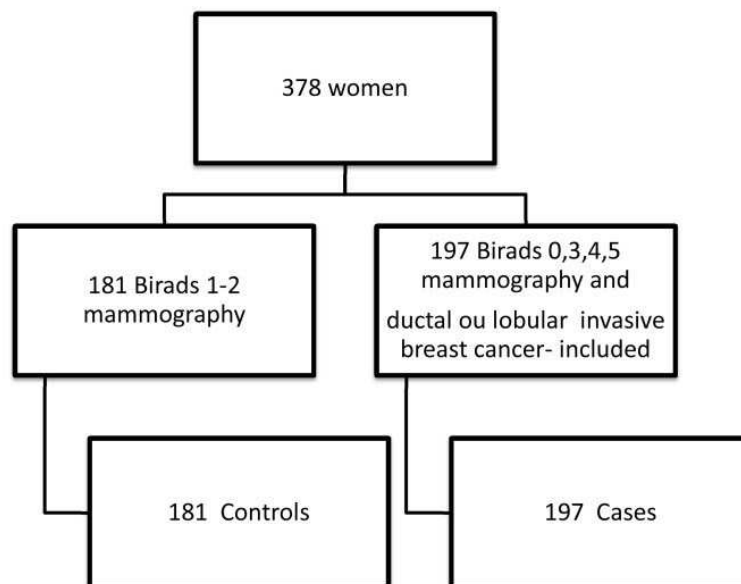 378 women
181 Birads 1-2
mammography
197 Birads 0,3,4,5
mammography and
ductal ou lobular invasive
breast cancer- included
181 Controls
197 Cases